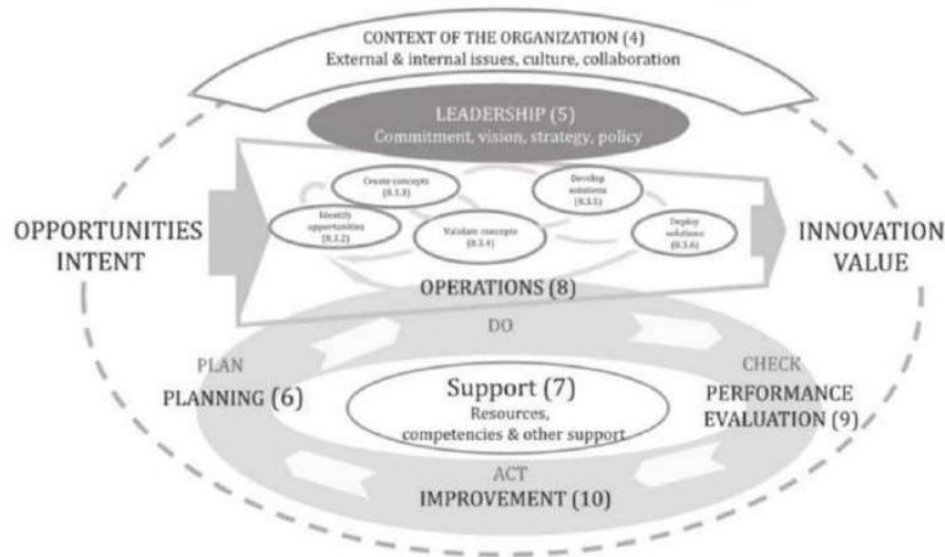 CONTEXT OF THE ORGANIZATION (4)
External & internal issues, culture, collaboration
LEADERSHIP (5)
Commitment, vision, strategy, policy
Create concepts
(8.3.3)
Develop
solutions
(8.3.5)
Identify
opportunities
(8.3.2)
Validate concepts
(8.3.4)
Deploy
solutions
(8.3.6)
OPPORTUNITIES
INTENT
INNOVATION
VALUE
OPERATIONS (8)
DO
PLAN
PLANNING (6)
CHECK
PERFORMANCE
EVALUATION (9)
Support (7)
Resources,
competencies & other support
ACT
IMPROVEMENT (10)